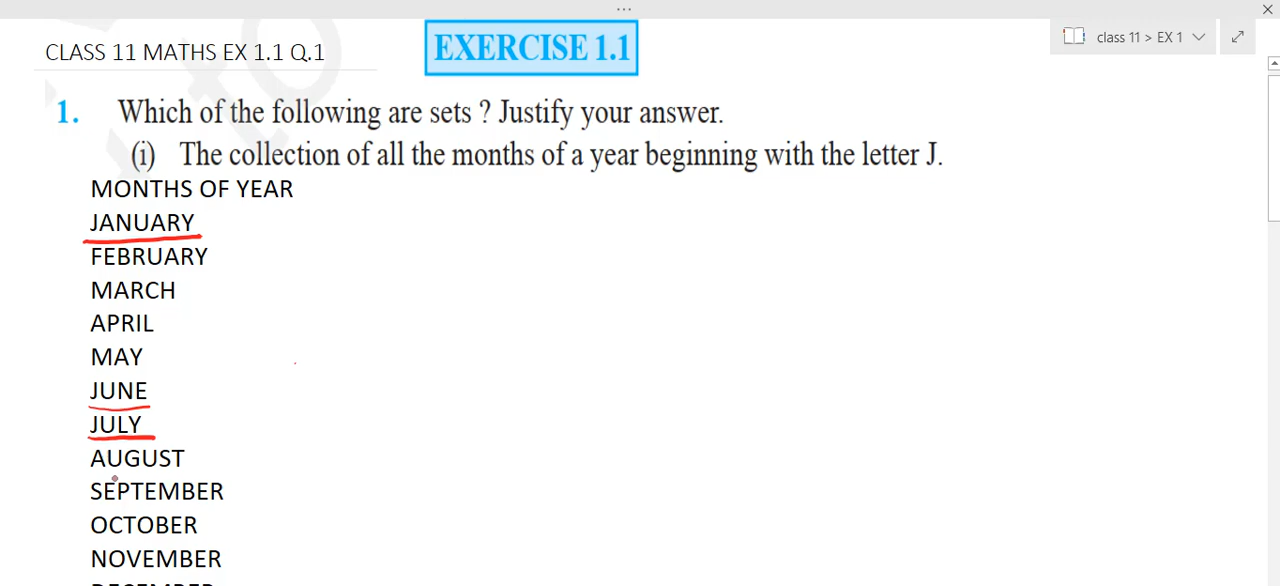 CLASS 11 MATHS EX 1.1 Q.1
EXERCISE 1.1
class 11 > EX 1
1. Which of the following are sets ? Justify your answer.
(i) The collection of all the months of a year beginning with the letter J.
MONTHS OF YEAR
JANUARY
FEBRUARY
MARCH
APRIL
MAY
JUNE
JULY
AUGUST
SEPTEMBER
OCTOBER
NOVEMBER
DECEMBER